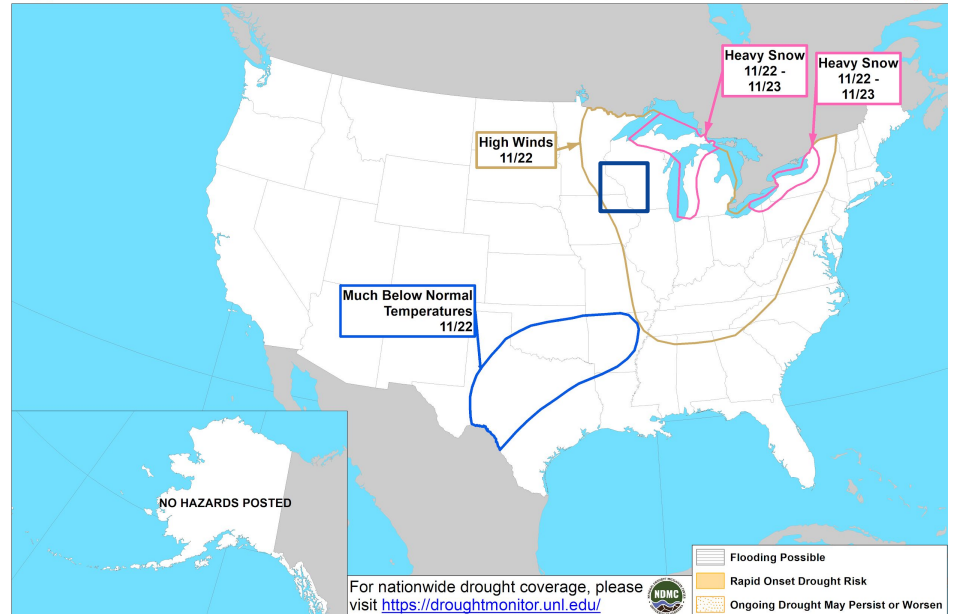 Heavy Snow
11/22 -
11/23
Heavy Snow
11/22 -
11/23
High Winds
11/22
Much Below Normal
Temperatures
11/22
NO HAZARDS POSTED
For nationwide drought coverage, please
visit https://droughtmonitor.unl.edu/
NDMC
Flooding Possible
Rapid Onset Drought Risk
Ongoing Drought May Persist or Worsen